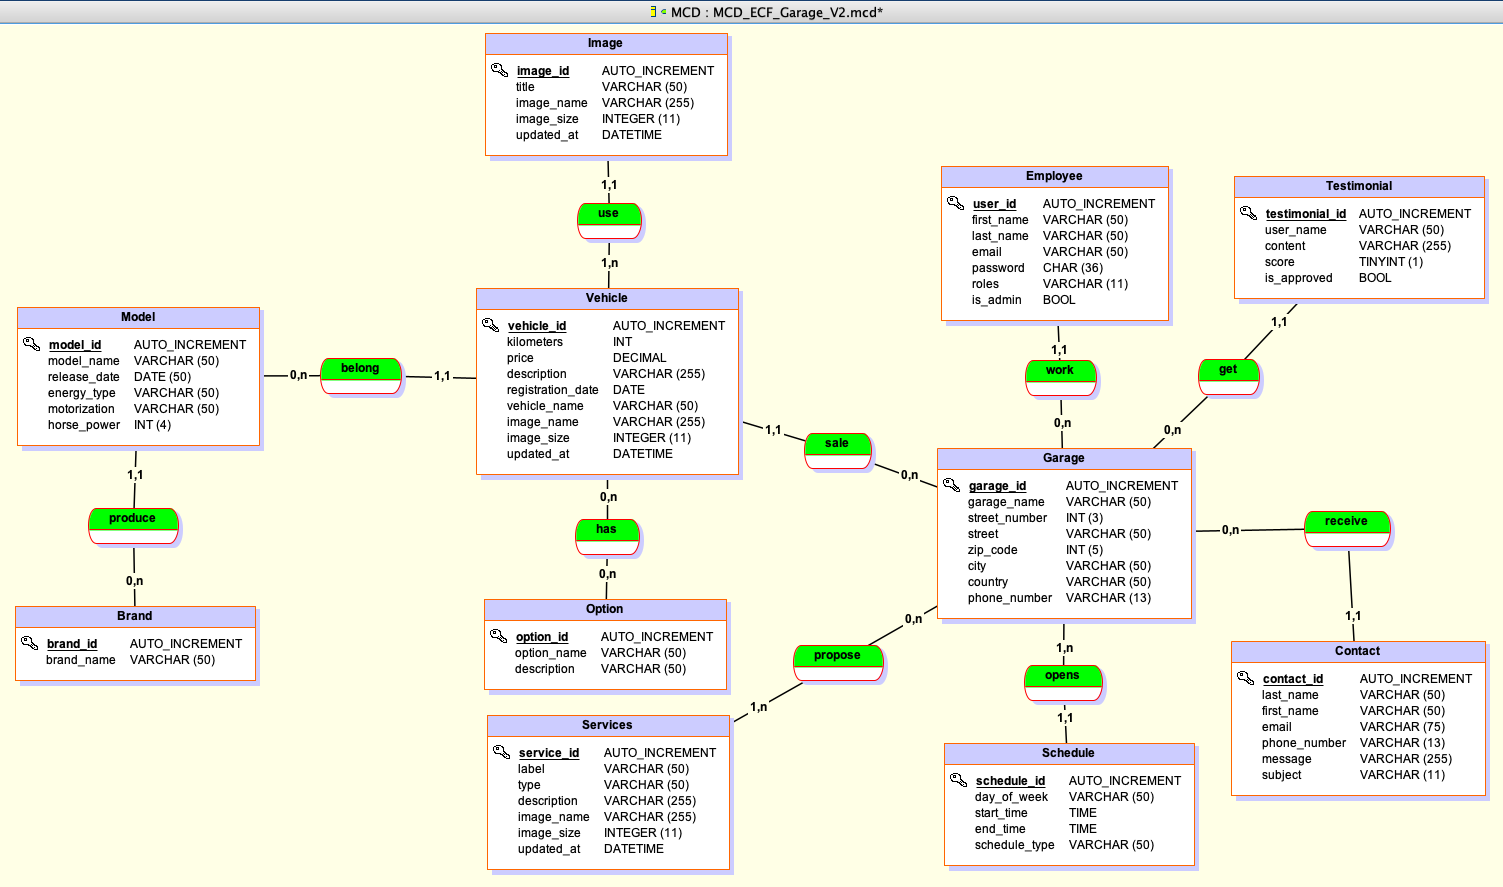 MCD : MCD_ECF_Garage_V2.mcd*
Image
image_id AUTO_INCREMENT
title VARCHAR (50)
image_name VARCHAR (255)
image_size INTEGER (11)
updated_at DATETIME
1,1
use
1,n
Employee
user_id AUTO_INCREMENT
first_name VARCHAR (50)
last_name VARCHAR (50)
email VARCHAR (50)
password CHAR (36)
roles VARCHAR (11)
is_admin BOOL
1,1
work
0,n
Testimonial
testimonial_id AUTO_INCREMENT
user_name VARCHAR (50)
content VARCHAR (255)
score TINYINT (1)
is_approved BOOL
1,1
get
0,n
Model
model_id AUTO_INCREMENT
model_name VARCHAR (50)
release_date DATE (50)
energy_type VARCHAR (50)
motorization VARCHAR (50)
horse_power INT (4)
0,n
belong
1,1
Vehicle
vehicle_id AUTO_INCREMENT
kilometers INT
price DECIMAL
description VARCHAR (255)
registration_date DATE
vehicle_name VARCHAR (50)
image_name VARCHAR (255)
image_size INTEGER (11)
updated_at DATETIME
1,1
sale
0,n
1,1
produce
0,n
Brand
brand_id AUTO_INCREMENT
brand_name VARCHAR (50)
0,n
has
0,n
Option
option_id AUTO_INCREMENT
option_name VARCHAR (50)
description VARCHAR (50)
Garage
garage_id AUTO_INCREMENT
garage_name VARCHAR (50)
street_number INT (3)
street VARCHAR (50)
zip_code INT (5)
city VARCHAR (50)
country VARCHAR (50)
phone_number VARCHAR (13)
0,n
receive
1,1
0,n
propose
1,n
1,n
opens
1,1
Services
service_id AUTO_INCREMENT
label VARCHAR (50)
type VARCHAR (50)
description VARCHAR (255)
image_name VARCHAR (255)
image_size INTEGER (11)
updated_at DATETIME
Schedule
schedule_id AUTO_INCREMENT
day_of_week VARCHAR (50)
start_time TIME
end_time TIME
schedule_type VARCHAR (50)
Contact
contact_id AUTO_INCREMENT
last_name VARCHAR (50)
first_name VARCHAR (50)
email VARCHAR (75)
phone_number VARCHAR (13)
message VARCHAR (255)
subject VARCHAR (11)